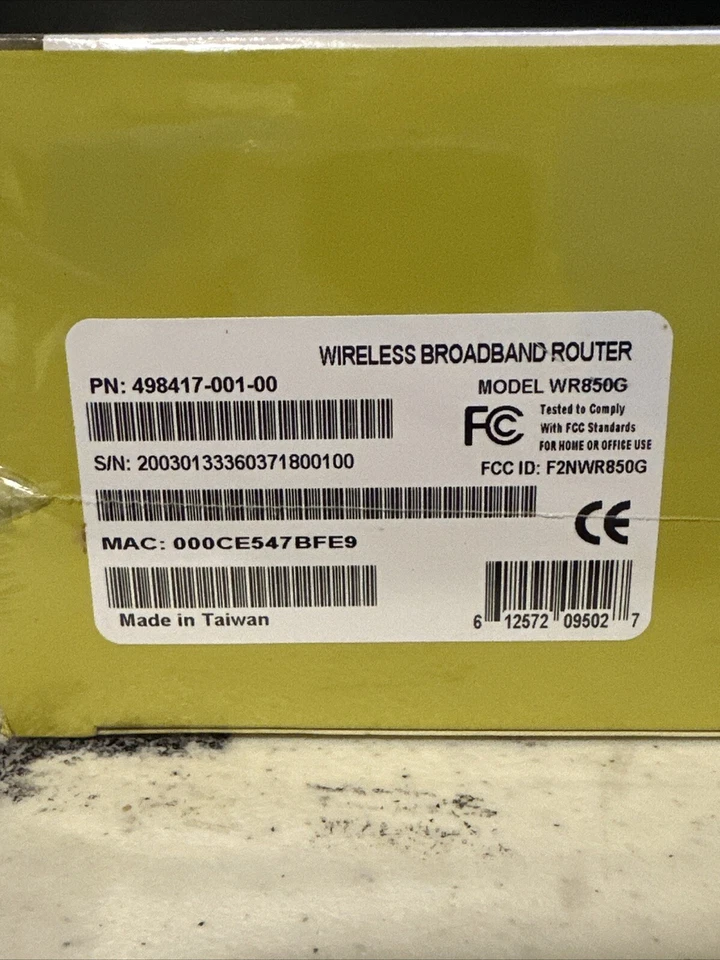 WIRELESS BROADBAND ROUTER
PN: 498417-001-00
MODEL WR850G
FC
Tested to Comply
With FCC Standards
FOR HOME OR OFFICE USE
S/N: 20030133360371800100
FCC ID: F2NWR850G
CE
MAC: 000CE547BFE9
Made in Taiwan
6 12572 09502 7